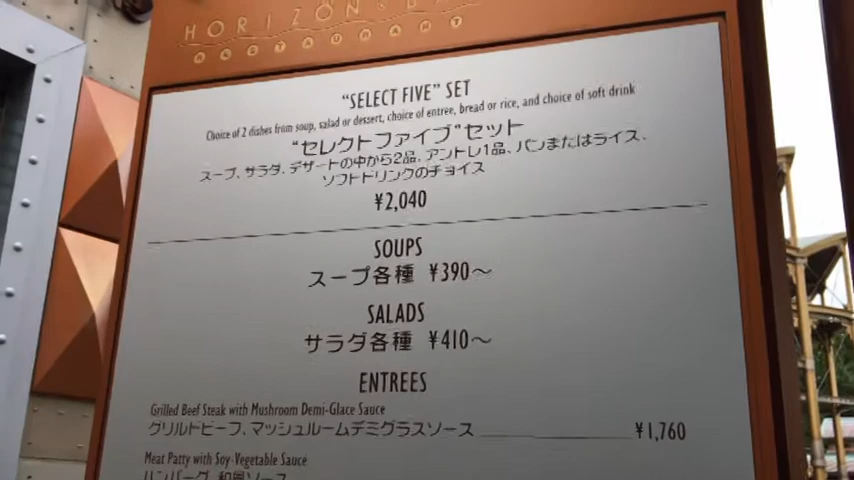 HORIZON BA
RESTAURANT
"SELECT FIVE" SET
Choice of 2 dishes from soup, salad or dessert, choice of entree, bread or rice, and choice of soft drink
"セレクトファイブ"セット
スープ、サラダ、デザートの中から2品、アントレ1品、パンまたはライス、
ソフトドリンクのチョイス
¥2,040
SOUPS
スープ各種 ¥390～
SALADS
サラダ各種 ¥410～
ENTREES
Grilled Beef Steak with Mushroom Demi-Glace Sauce
グリルドビーフ、マッシュルームデミグラスソース ¥1,760
Meat Patty with Soy-Vegetable Sauce
ハンバーグ、和風ソース